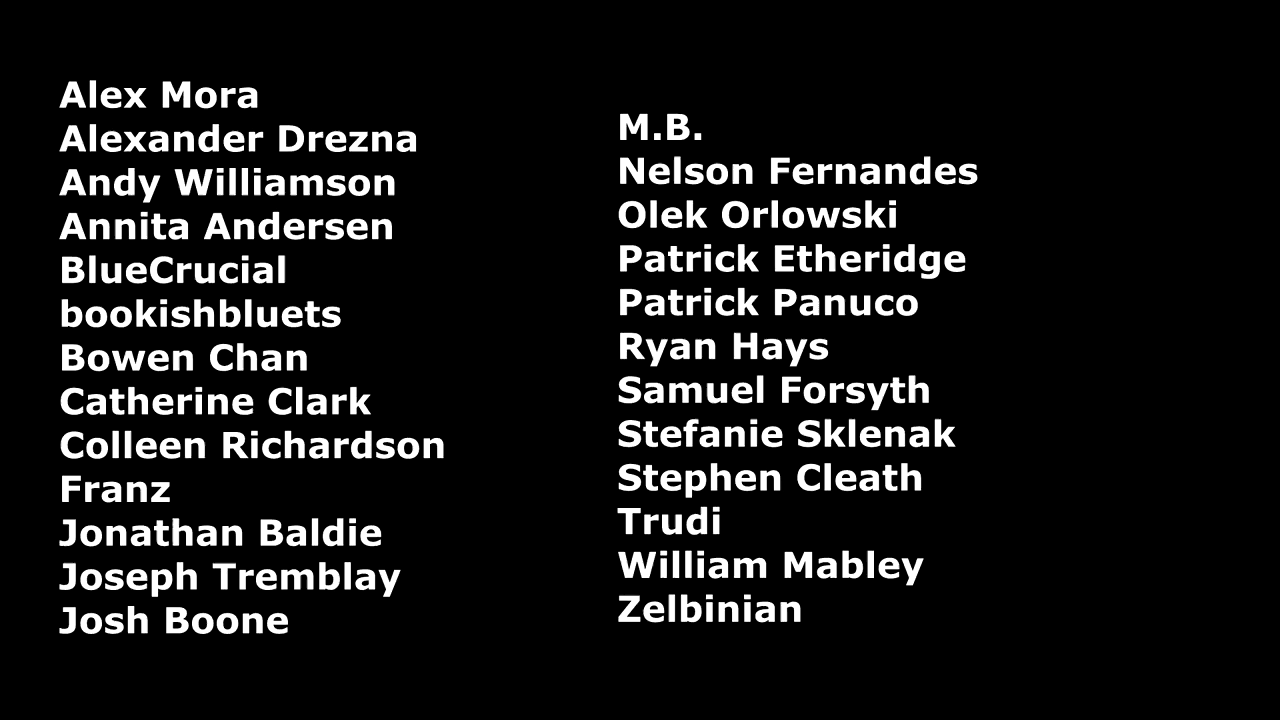 Alex Mora
Alexander Drezna
Andy Williamson
Annita Andersen
BlueCrucial
bookishbluets
Bowen Chan
Catherine Clark
Colleen Richardson
Franz
Jonathan Baldie
Joseph Tremblay
Josh Boone
M.B.
Nelson Fernandes
Olek Orlowski
Patrick Etheridge
Patrick Panuco
Ryan Hays
Samuel Forsyth
Stefanie Sklenak
Stephen Cleath
Trudi
William Mabley
Zelbinian